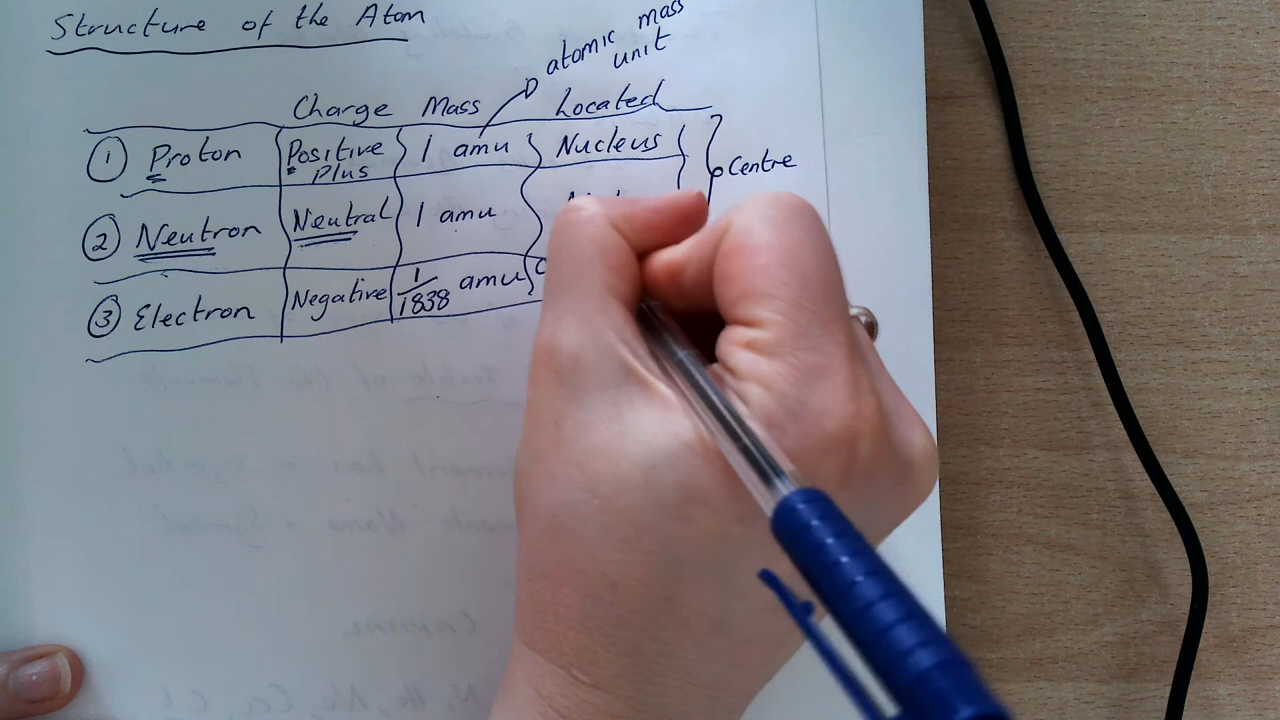 Structure of the Atom
atomic mass
unit
Charge Mass Located
① Proton Positive 1 amu Nucleus
plus
Centre
② Neutron Neutral 1 amu
③ Electron Negative 1/1838 amu